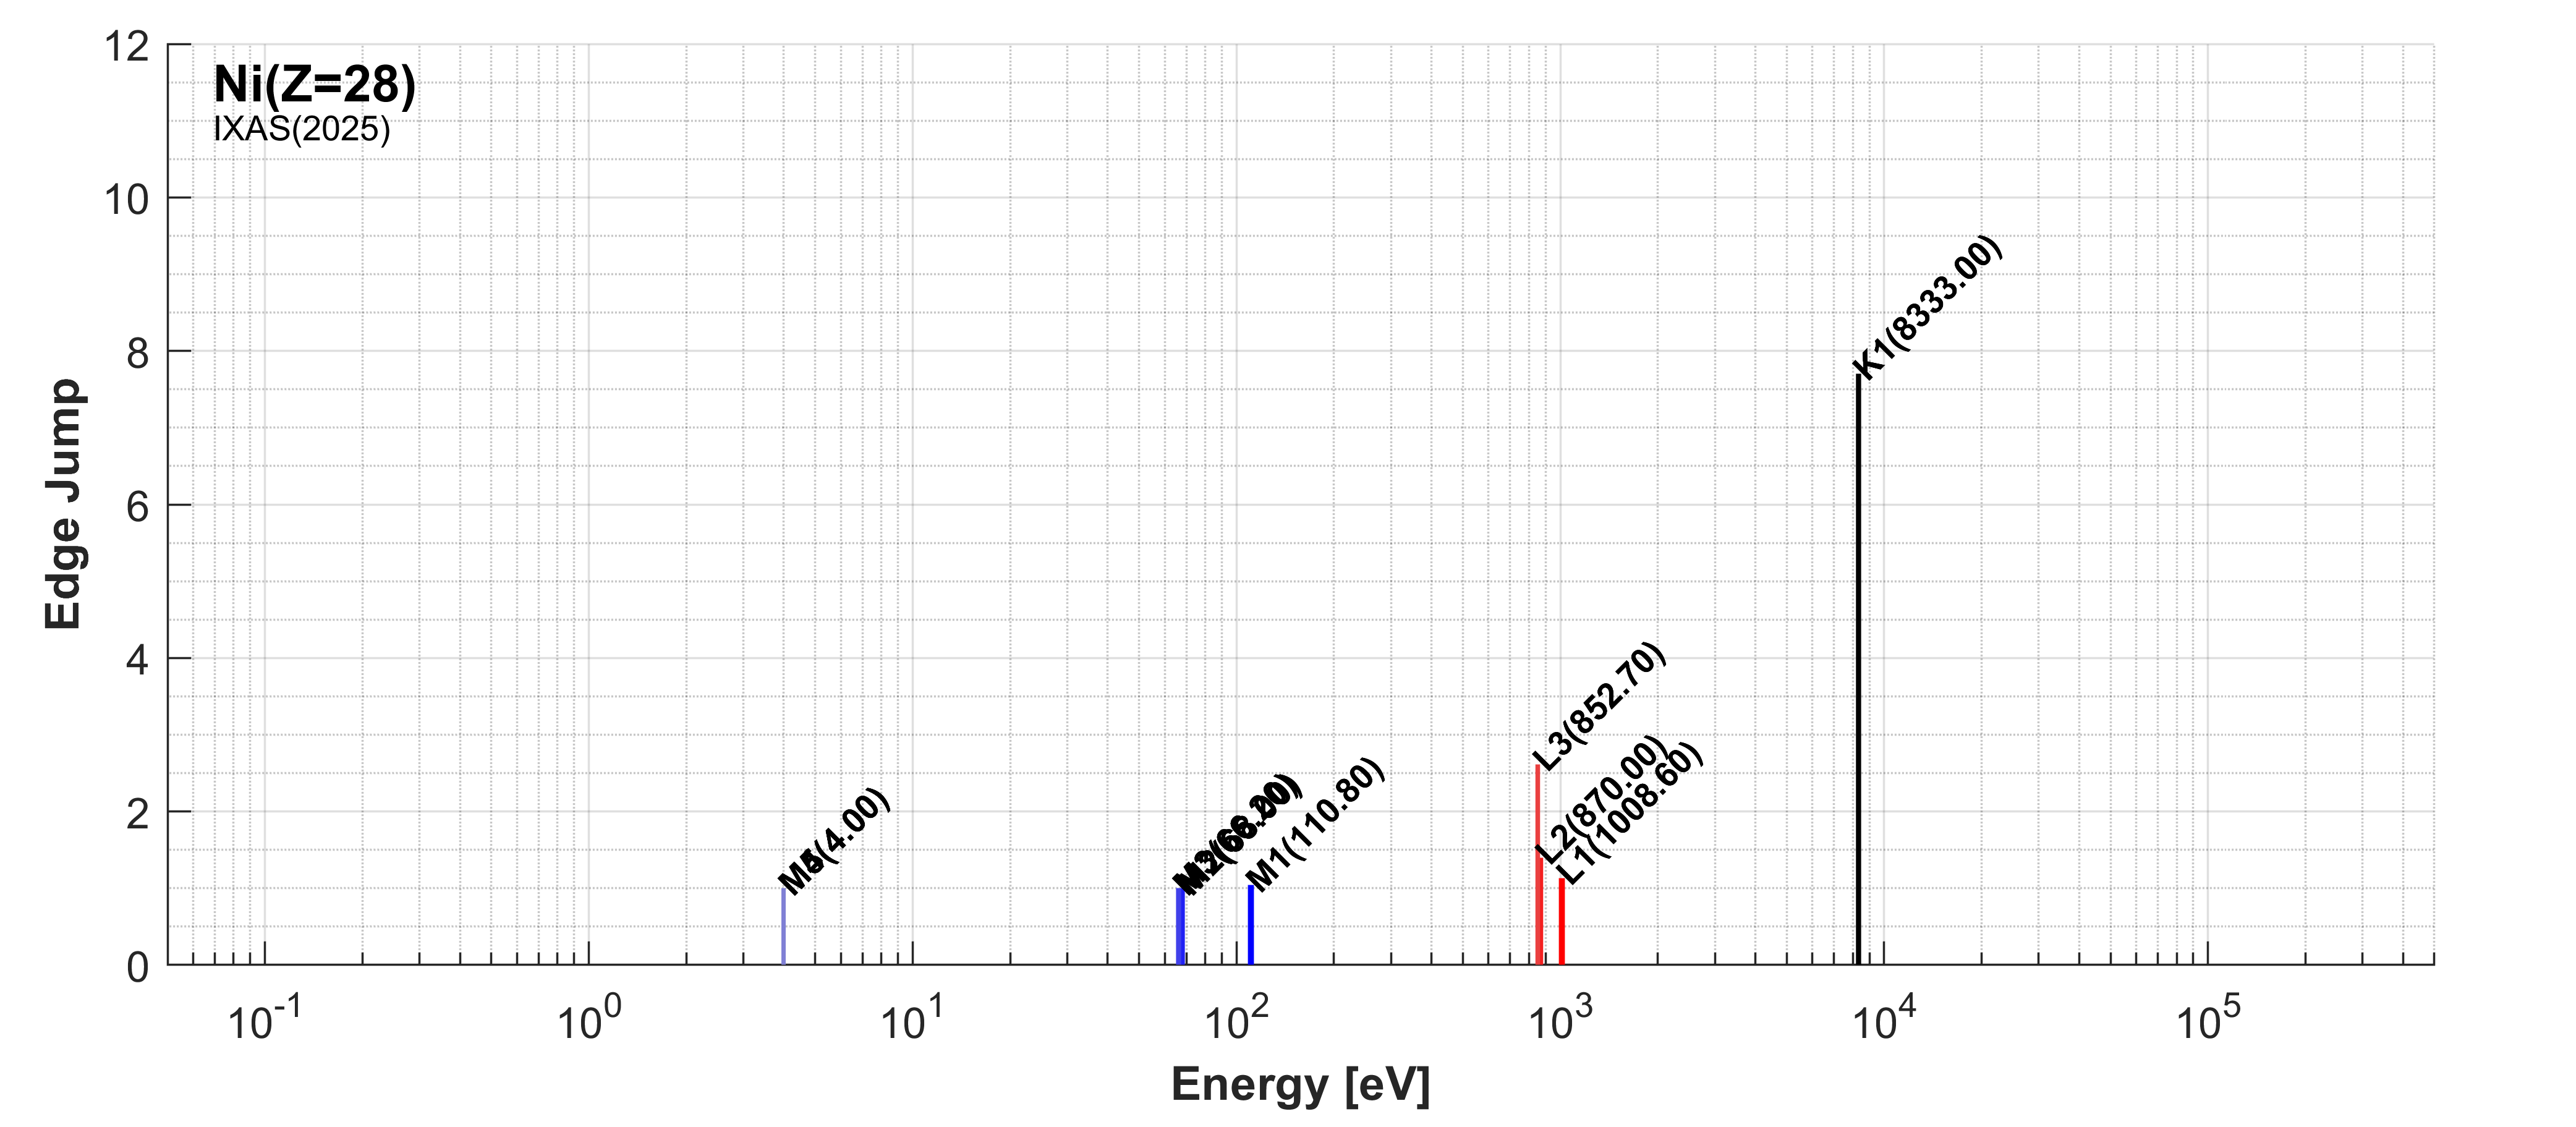 Ni(Z=28)
IXAS(2025)
12
10
8
6
4
2
0
Edge Jump
K1(8333.00)
L3(852.70)
L2(870.00)
L1(1008.60)
M1(110.80)
10^-1
10^0
10^1
10^2
10^3
10^4
10^5
Energy [eV]